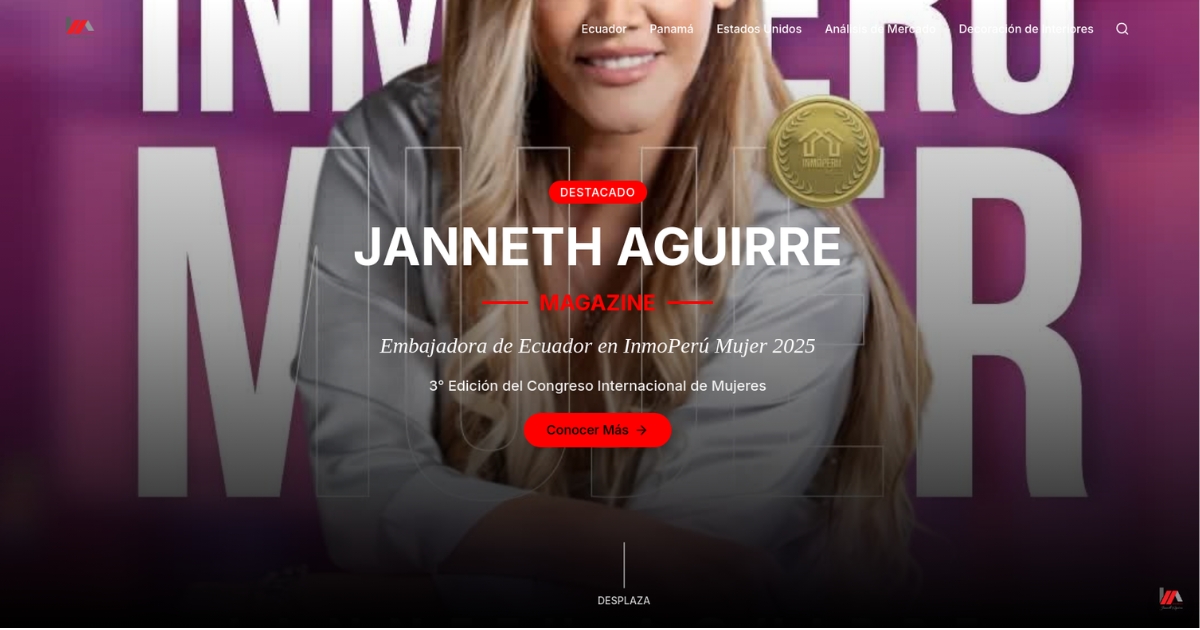 Ecuador Panamá Estados Unidos Análisis de Mercado Decoración de interiores
INMOPERÚ
MUJER
INMOPERÚ
DESTACADO
JANNETH AGUIRRE
MAGAZINE
Embajadora de Ecuador en InmoPerú Mujer 2025
3° Edición del Congreso Internacional de Mujeres
Conocer Más →
DESPLAZA